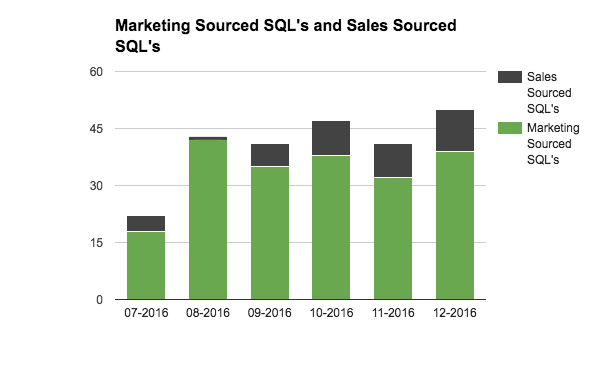 Marketing Sourced SQL's and Sales Sourced
SQL's
60
45
30
15
0
07-2016 08-2016 09-2016 10-2016 11-2016 12-2016
Sales
Sourced
SQL's
Marketing
Sourced
SQL's